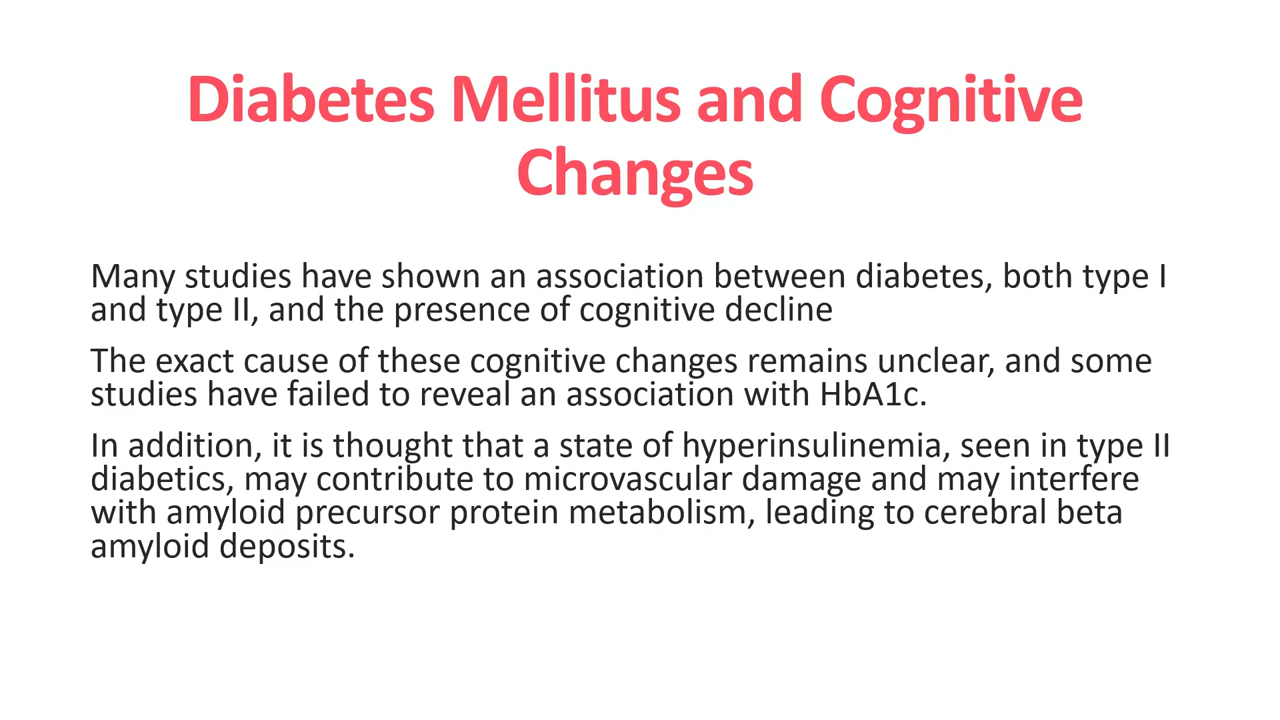 Diabetes Mellitus and Cognitive
Changes
Many studies have shown an association between diabetes, both type I
and type II, and the presence of cognitive decline
The exact cause of these cognitive changes remains unclear, and some
studies have failed to reveal an association with HbA1c.
In addition, it is thought that a state of hyperinsulinemia, seen in type II
diabetics, may contribute to microvascular damage and may interfere
with amyloid precursor protein metabolism, leading to cerebral beta
amyloid deposits.